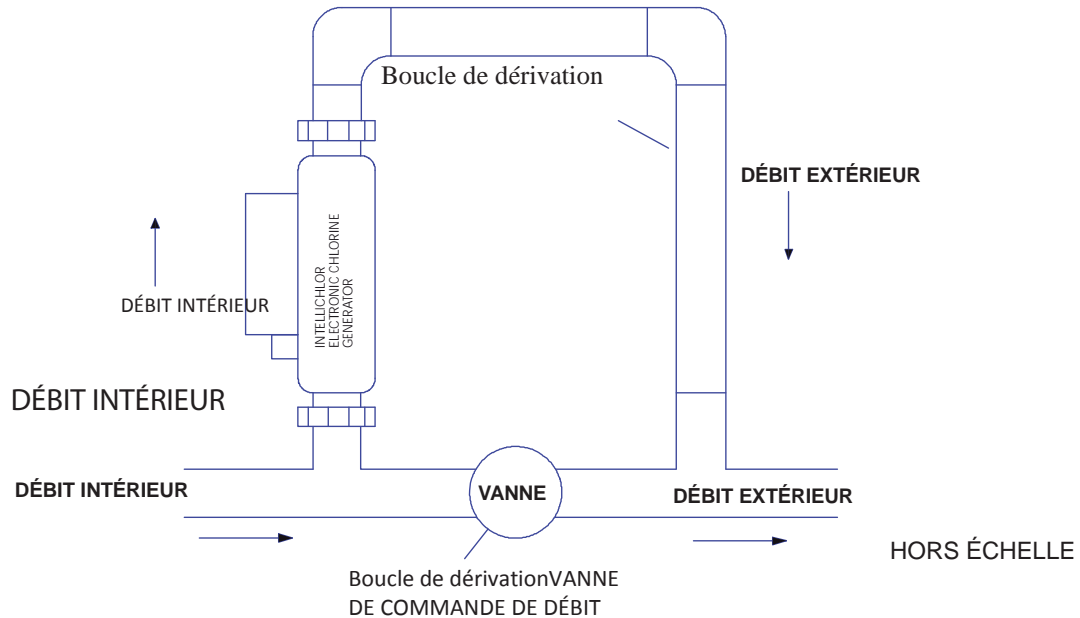 Boucle de dérivation
DÉBIT EXTÉRIEUR
INTELLICHLOR
ELECTRONIC CHLORINE
GENERATOR
DÉBIT INTÉRIEUR
DÉBIT INTÉRIEUR
DÉBIT INTÉRIEUR
VANNE
DÉBIT EXTÉRIEUR
HORS ÉCHELLE
Boucle de dérivationVANNE
DE COMMANDE DE DÉBIT